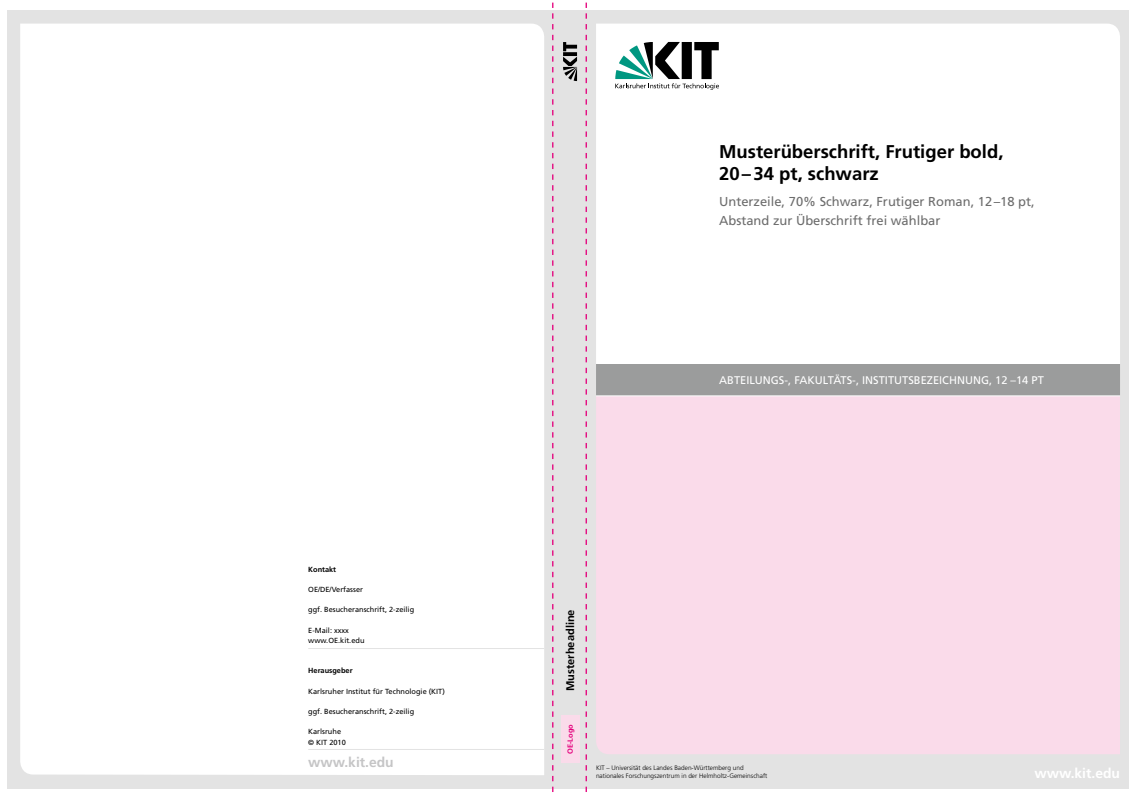 Kontakt
OE/DE/Verfasser
ggf. Besucheranschrift, 2-zeilig
E-Mail: xxxx
www.OE.kit.edu
Herausgeber
Karlsruher Institut für Technologie (KIT)
ggf. Besucheranschrift, 2-zeilig
Karlsruhe
© KIT 2010
www.kit.edu
KIT
Musterheadline
OE-Logo
KIT
Karlsruher Institut für Technologie
Musterüberschrift, Frutiger bold,
20–34 pt, schwarz
Unterzeile, 70% Schwarz, Frutiger Roman, 12–18 pt,
Abstand zur Überschrift frei wählbar
ABTEILUNGS-, FAKULTÄTS-, INSTITUTSBEZEICHNUNG, 12 –14 PT
KIT – Universität des Landes Baden-Württemberg und
nationales Forschungszentrum in der Helmholtz-Gemeinschaft
www.kit.edu